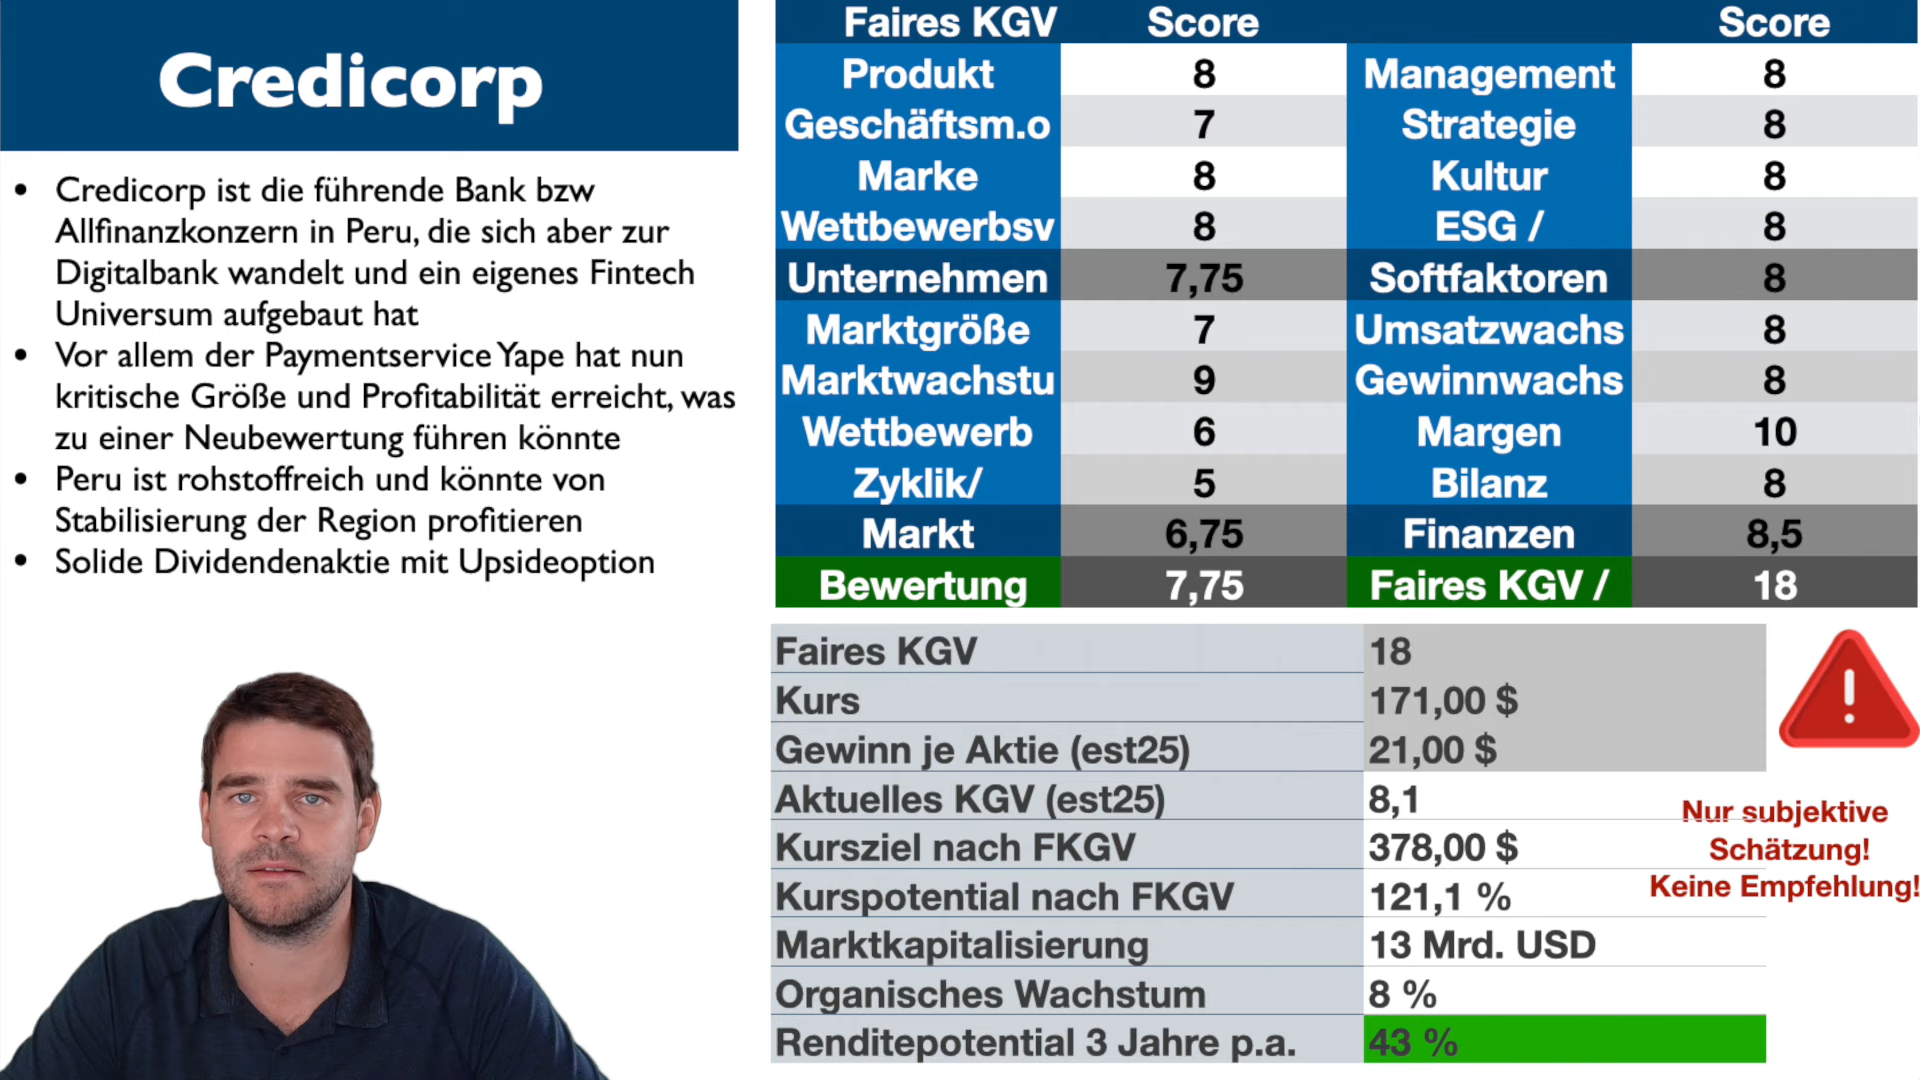 Credicorp
• Credicorp ist die führende Bank bzw
Allfinanzkonzern in Peru, die sich aber zur
Digitalbank wandelt und ein eigenes Fintech
Universum aufgebaut hat
• Vor allem der Paymentservice Yape hat nun
kritische Größe und Profitabilität erreicht, was
zu einer Neubewertung führen könnte
• Peru ist rohstoffreich und könnte von
Stabilisierung der Region profitieren
• Solide Dividendenaktie mit Upsideoption
Faires KGV Score Score
Produkt 8 Management 8
Geschäftsm.o 7 Strategie 8
Marke 8 Kultur 8
Wettbewerbsv 8 ESG / 8
Unternehmen 7,75 Softfaktoren 8
Marktgröße 7 Umsatzwachs 8
Marktwachstu 9 Gewinnwachs 8
Wettbewerb 6 Margen 10
Zyklik/ 5 Bilanz 8
Markt 6,75 Finanzen 8,5
Bewertung 7,75 Faires KGV / 18
Faires KGV 18
Kurs 171,00 $
Gewinn je Aktie (est25) 21,00 $
Aktuelles KGV (est25) 8,1
Kursziel nach FKGV 378,00 $
Kurspotential nach FKGV 121,1 %
Marktkapitalisierung 13 Mrd. USD
Organisches Wachstum 8 %
Renditepotential 3 Jahre p.a. 43 %
!
Nur subjektive
Schätzung!
Keine Empfehlung!